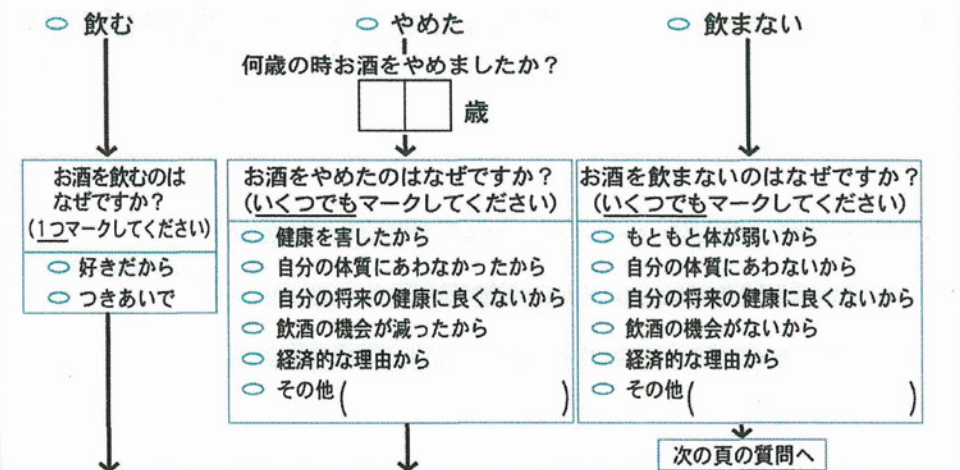 飲む
やめた
飲まない
何歳の時お酒をやめましたか？
歳
お酒を飲むのは
なぜですか？
（1つマークしてください）
好きだから
つきあいで
お酒をやめたのはなぜですか？
（いくつでもマークしてください）
健康を害したから
自分の体質にあわなかったから
自分の将来の健康に良くないから
飲酒の機会が減ったから
経済的な理由から
その他（　　　）
お酒を飲まないのはなぜですか？
（いくつでもマークしてください）
もともと体が弱いから
自分の体質にあわないから
自分の将来の健康に良くないから
飲酒の機会がないから
経済的な理由から
その他（　　　）
次の頁の質問へ